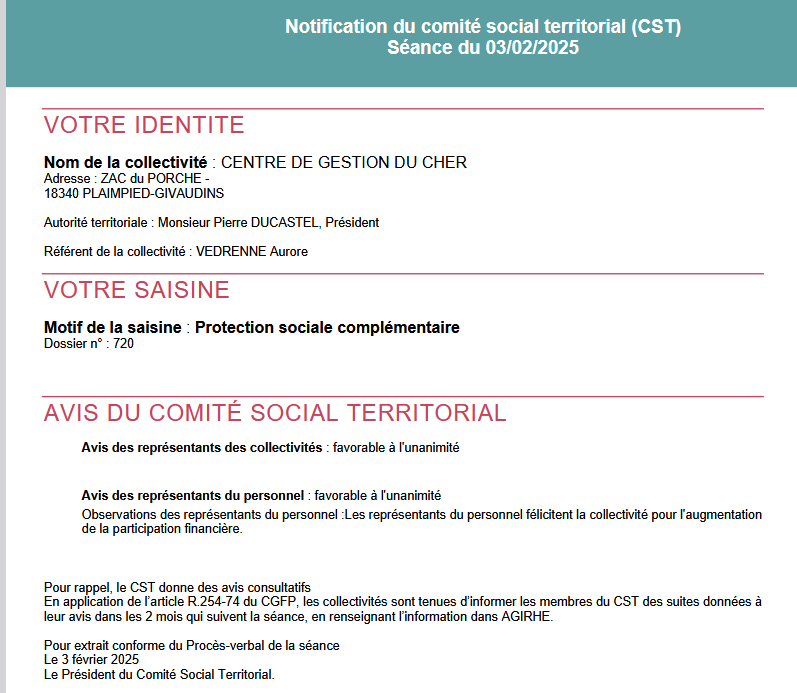 Notification du comité social territorial (CST)
Séance du 03/02/2025
VOTRE IDENTITE
Nom de la collectivité : CENTRE DE GESTION DU CHER
Adresse : ZAC du PORCHE -
18340 PLAIMPIED-GIVAUDINS
Autorité territoriale : Monsieur Pierre DUCASTEL, Président
Référent de la collectivité : VEDRENNE Aurore
VOTRE SAISINE
Motif de la saisine : Protection sociale complémentaire
Dossier n° : 720
AVIS DU COMITÉ SOCIAL TERRITORIAL
Avis des représentants des collectivités : favorable à l'unanimité
Avis des représentants du personnel : favorable à l'unanimité
Observations des représentants du personnel :Les représentants du personnel félicitent la collectivité pour l'augmentation
de la participation financière.
Pour rappel, le CST donne des avis consultatifs
En application de l'article R.254-74 du CGFP, les collectivités sont tenues d'informer les membres du CST des suites données à
leur avis dans les 2 mois qui suivent la séance, en renseignant l'information dans AGIRHE.
Pour extrait conforme du Procès-verbal de la séance
Le 3 février 2025
Le Président du Comité Social Territorial.